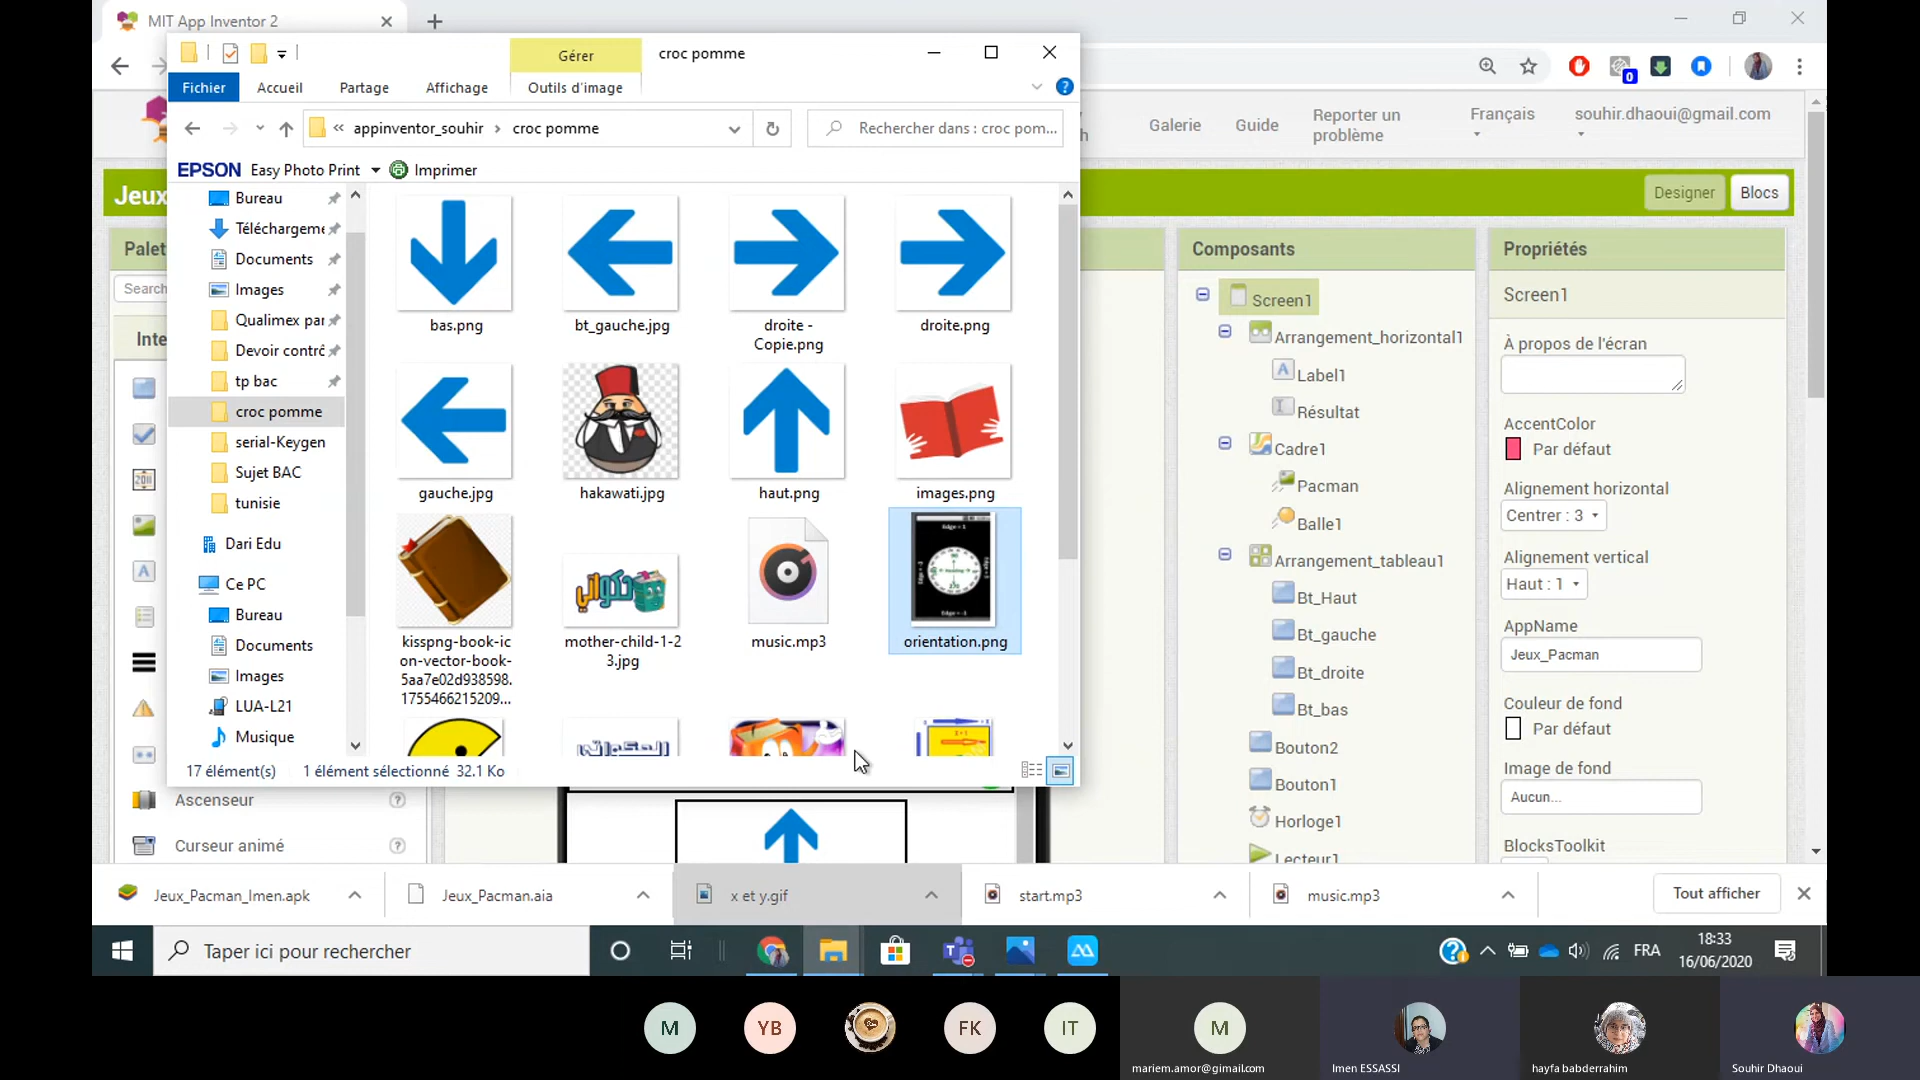 MIT App Inventor 2
Gérer
croc pomme
Fichier
Accueil
Partage
Affichage
Outils d'image
appinventor_souhir
croc pomme
Rechercher dans : croc pom...
EPSON
Easy Photo Print
Imprimer
Galerie
Guide
Reporter un
problème
Français
souhir.dhaoui@gmail.com
0
Jeux
Designer
Blocs
Palet
Search
Inte
Bureau
Téléchargeme
Documents
Images
Qualimex pa
Devoir contrô
tp bac
croc pomme
serial-Keygen
Sujet BAC
tunisie
Dari Edu
Ce PC
Bureau
Documents
Images
LUA-L21
Musique
bas.png
bt_gauche.jpg
droite -
Copie.png
droite.png
gauche.jpg
hakawati.jpg
haut.png
images.png
kisspng-book-ic
on-vector-book-
5aa7e02d938598.
1755466215209...
حكواتي
mother-child-1-2
3.jpg
music.mp3
orientation.png
17 élément(s)
1 élément sélectionné 32.1 Ko
Ascenseur
Curseur animé
Composants
Screen1
Arrangement_horizontal1
Label1
Résultat
Cadre1
Pacman
Balle1
Arrangement_tableau1
Bt_Haut
Bt_gauche
Bt_droite
Bt_bas
Bouton2
Bouton1
Horloge1
Lecteur1
Propriétés
Screen1
À propos de l'écran
AccentColor
Par défaut
Alignement horizontal
Centrer : 3
Alignement vertical
Haut : 1
AppName
Jeux_Pacman
Couleur de fond
Par défaut
Image de fond
Aucun...
BlocksToolkit
Jeux_Pacman_Imen.apk
Jeux_Pacman.aia
x et y.gif
start.mp3
music.mp3
Tout afficher
Taper ici pour rechercher
FRA
18:33
16/06/2020
M
YB
FK
IT
M
mariem.amor@gimail.com
Imen ESSASSI
hayfa babderrahim
Souhir Dhaoui